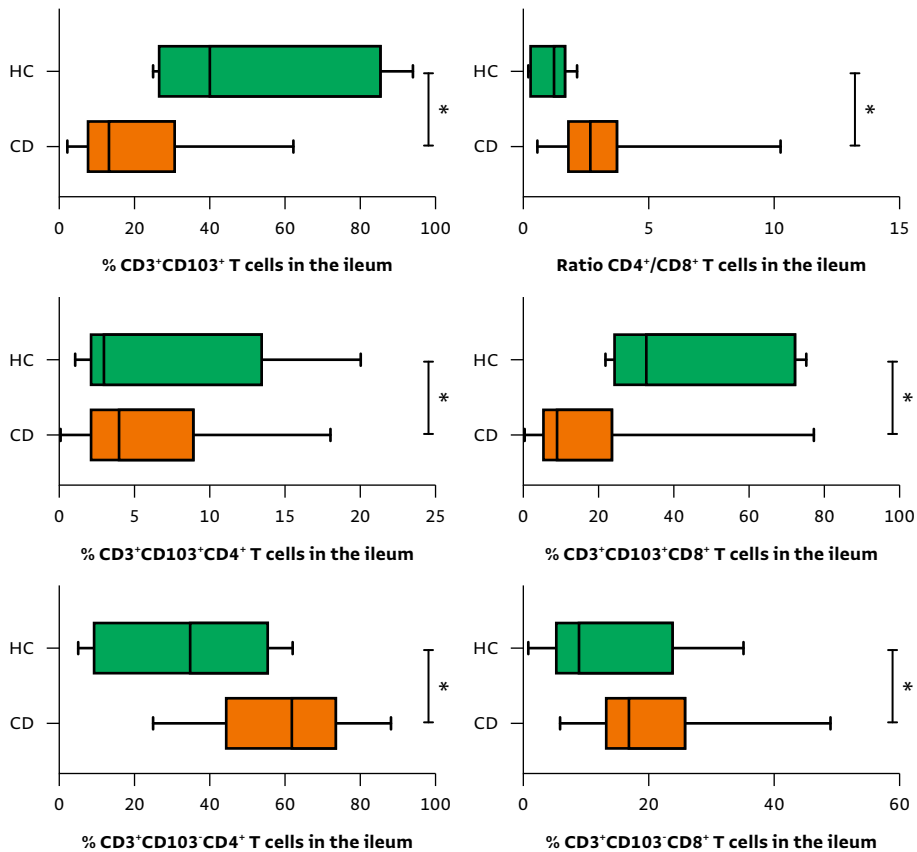 HC
CD
*
0 20 40 60 80 100
% CD3⁺CD103⁺ T cells in the ileum
HC
CD
*
0 5 10 15
Ratio CD4⁺/CD8⁺ T cells in the ileum
HC
CD
*
0 5 10 15 20 25
% CD3⁺CD103⁺CD4⁺ T cells in the ileum
HC
CD
*
0 20 40 60 80 100
% CD3⁺CD103⁺CD8⁺ T cells in the ileum
HC
CD
*
0 20 40 60 80 100
% CD3⁺CD103⁻CD4⁺ T cells in the ileum
HC
CD
*
0 20 40 60
% CD3⁺CD103⁻CD8⁺ T cells in the ileum